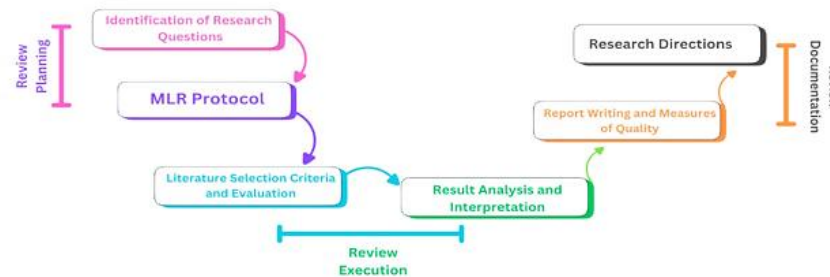 Identification of Research
Questions
Review
Planning
MLR Protocol
Literature Selection Criteria
and Evaluation
Result Analysis and
Interpretation
Review
Execution
Report Writing and Measures
of Quality
Research Directions
Documentation